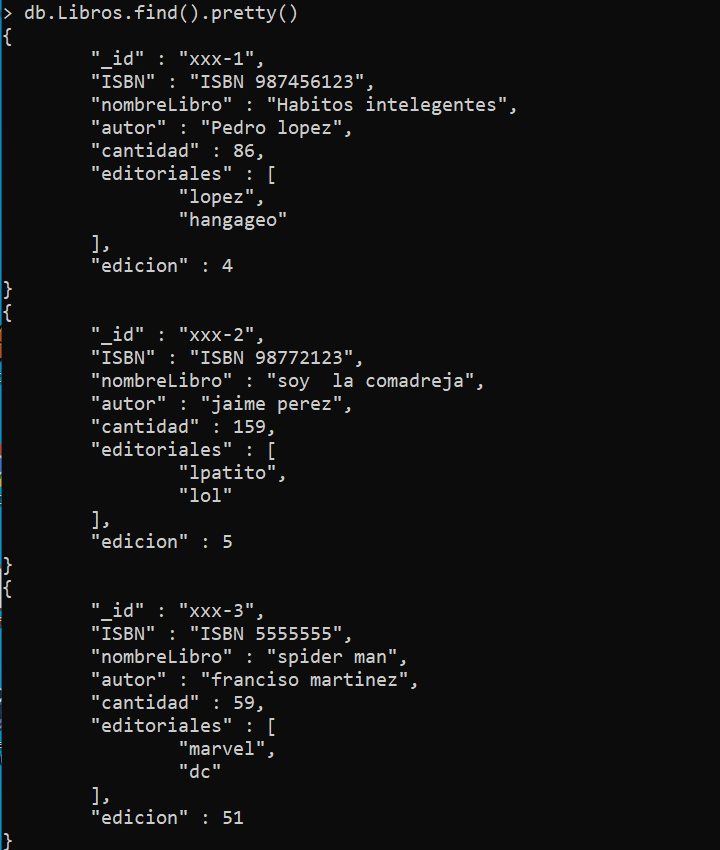 > db.Libros.find().pretty()
{
"_id" : "xxx-1",
"ISBN" : "ISBN 987456123",
"nombreLibro" : "Habitos intelegentes",
"autor" : "Pedro lopez",
"cantidad" : 86,
"editoriales" : [
"lopez",
"hangageo"
],
"edicion" : 4
}
{
"_id" : "xxx-2",
"ISBN" : "ISBN 98772123",
"nombreLibro" : "soy  la comadreja",
"autor" : "jaime perez",
"cantidad" : 159,
"editoriales" : [
"lpatito",
"lol"
],
"edicion" : 5
}
{
"_id" : "xxx-3",
"ISBN" : "ISBN 5555555",
"nombreLibro" : "spider man",
"autor" : "franciso martinez",
"cantidad" : 59,
"editoriales" : [
"marvel",
"dc"
],
"edicion" : 51
}